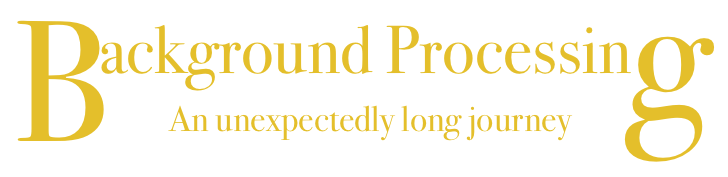 Background Processing
An unexpectedly long journey